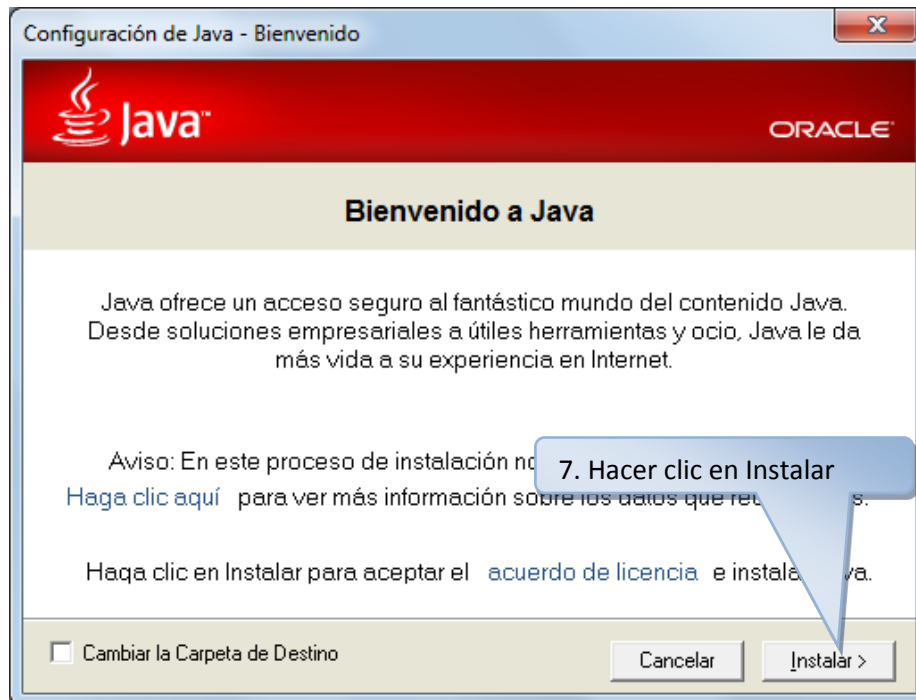 Configuración de Java - Bienvenido
Java™
ORACLE®
Bienvenido a Java
Java ofrece un acceso seguro al fantástico mundo del contenido Java.
Desde soluciones empresariales a útiles herramientas y ocio, Java le da
más vida a su experiencia en Internet.
Aviso: En este proceso de instalación
7. Hacer clic en Instalar
Haga clic aquí para ver más información sobre los datos que
Haga clic en Instalar para aceptar el acuerdo de licencia e
Cambiar la Carpeta de Destino
Cancelar
Instalar >